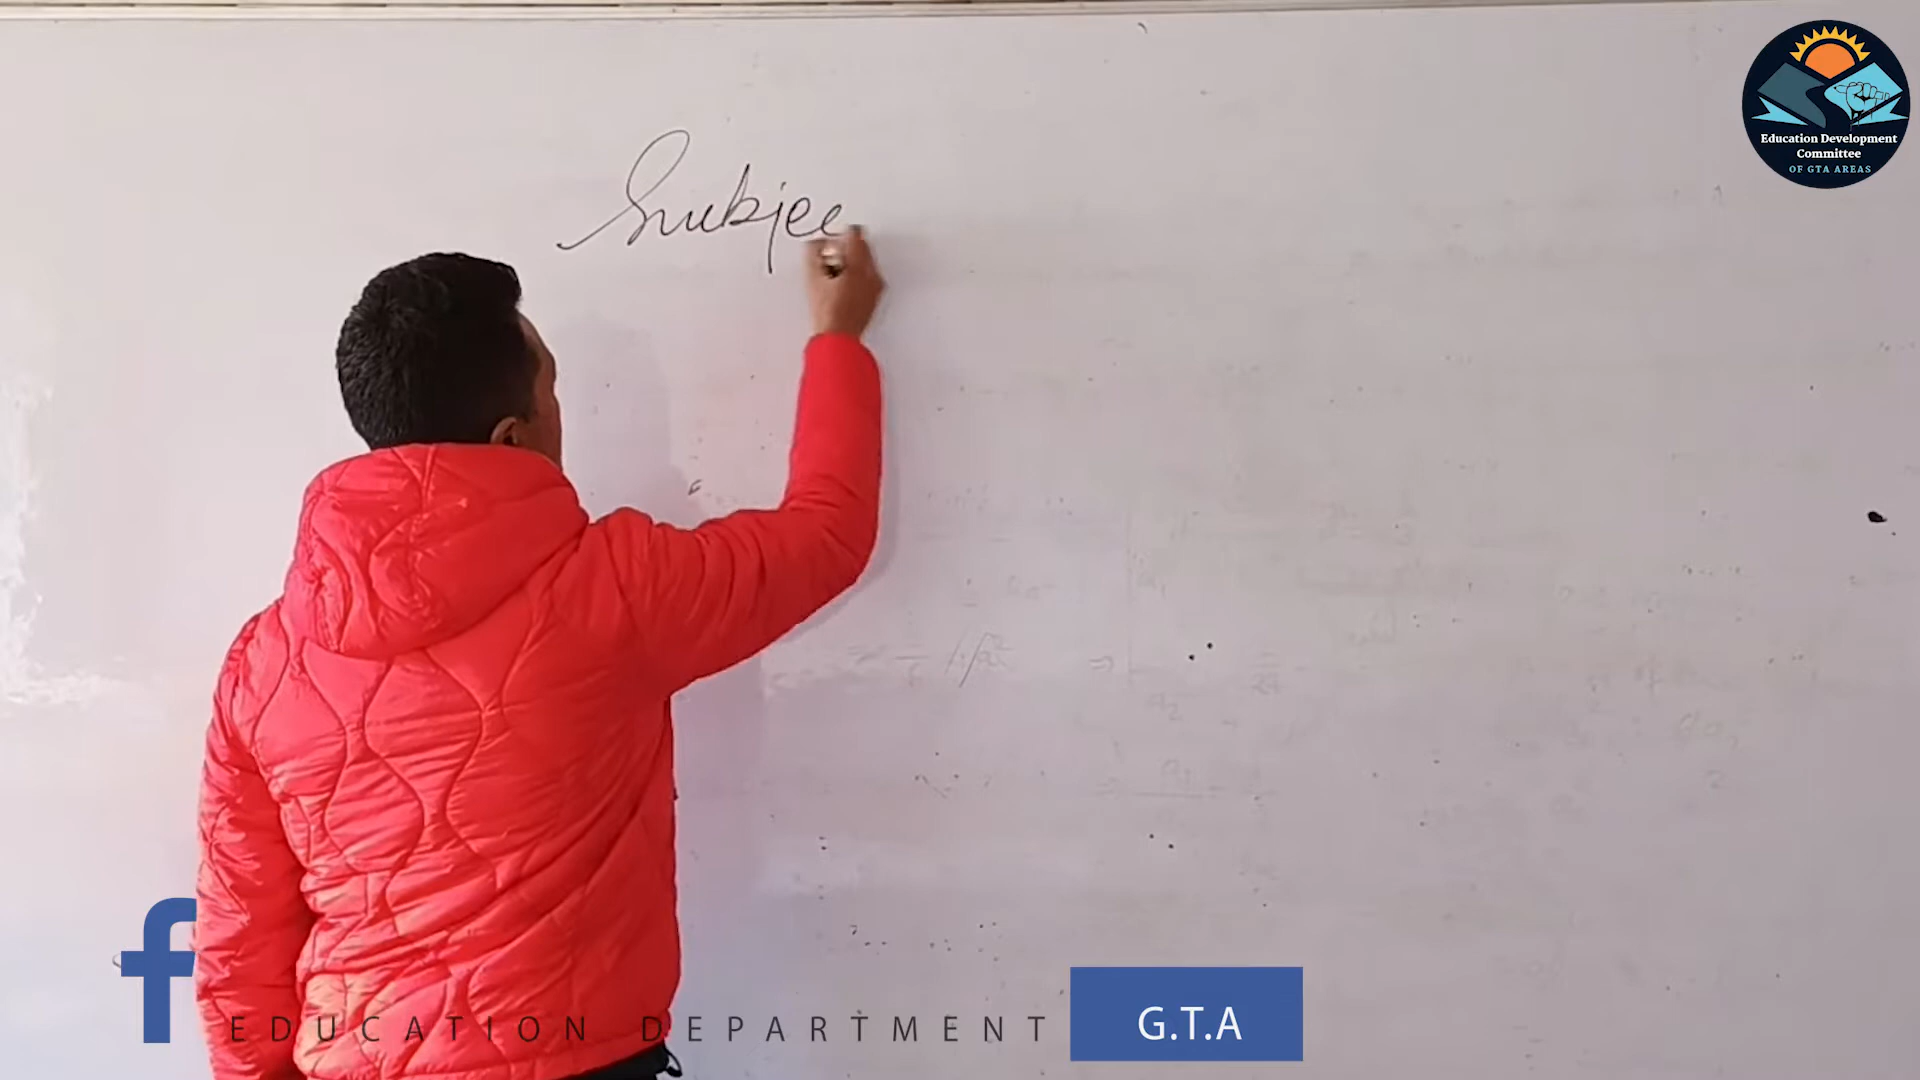 Subjec
Education Development
Committee
OF GTA AREAS
f
EDUCATION DEPARTMENT G.T.A